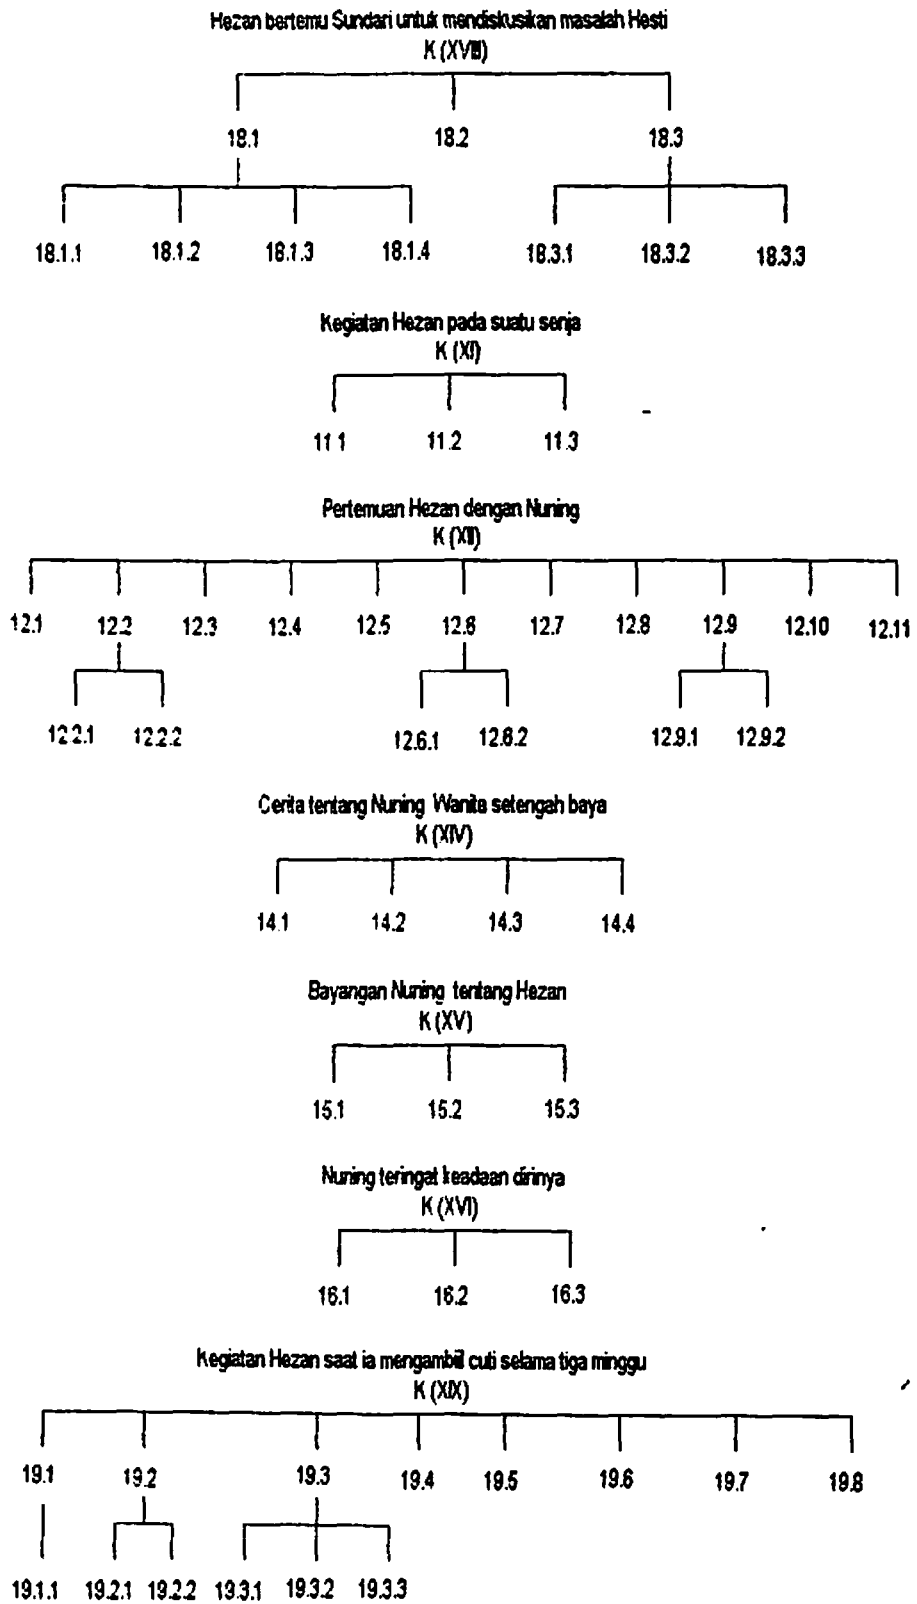 Hezan bertemu Sundari untuk mendiskusikan masalah Hesti
K (XVIII)
18.1 18.2 18.3
18.1.1 18.1.2 18.1.3 18.1.4 18.3.1 18.3.2 18.3.3
Kegiatan Hezan pada suatu senja
K (XI)
11.1 11.2 11.3
Pertemuan Hezan dengan Nuning
K (XII)
12.1 12.2 12.3 12.4 12.5 12.6 12.7 12.8 12.9 12.10 12.11
12.2.1 12.2.2 12.6.1 12.6.2 12.9.1 12.9.2
Cerita tentang Nuning Wanita setengah baya
K (XIV)
14.1 14.2 14.3 14.4
Bayangan Nuning tentang Hezan
K (XV)
15.1 15.2 15.3
Nuning teringat keadaan dirinya
K (XVI)
16.1 16.2 16.3
Kegiatan Hezan saat ia mengambil cuti selama tiga minggu
K (XIX)
19.1 19.2 19.3 19.4 19.5 19.6 19.7 19.8
19.1.1 19.2.1 19.2.2 19.3.1 19.3.2 19.3.3